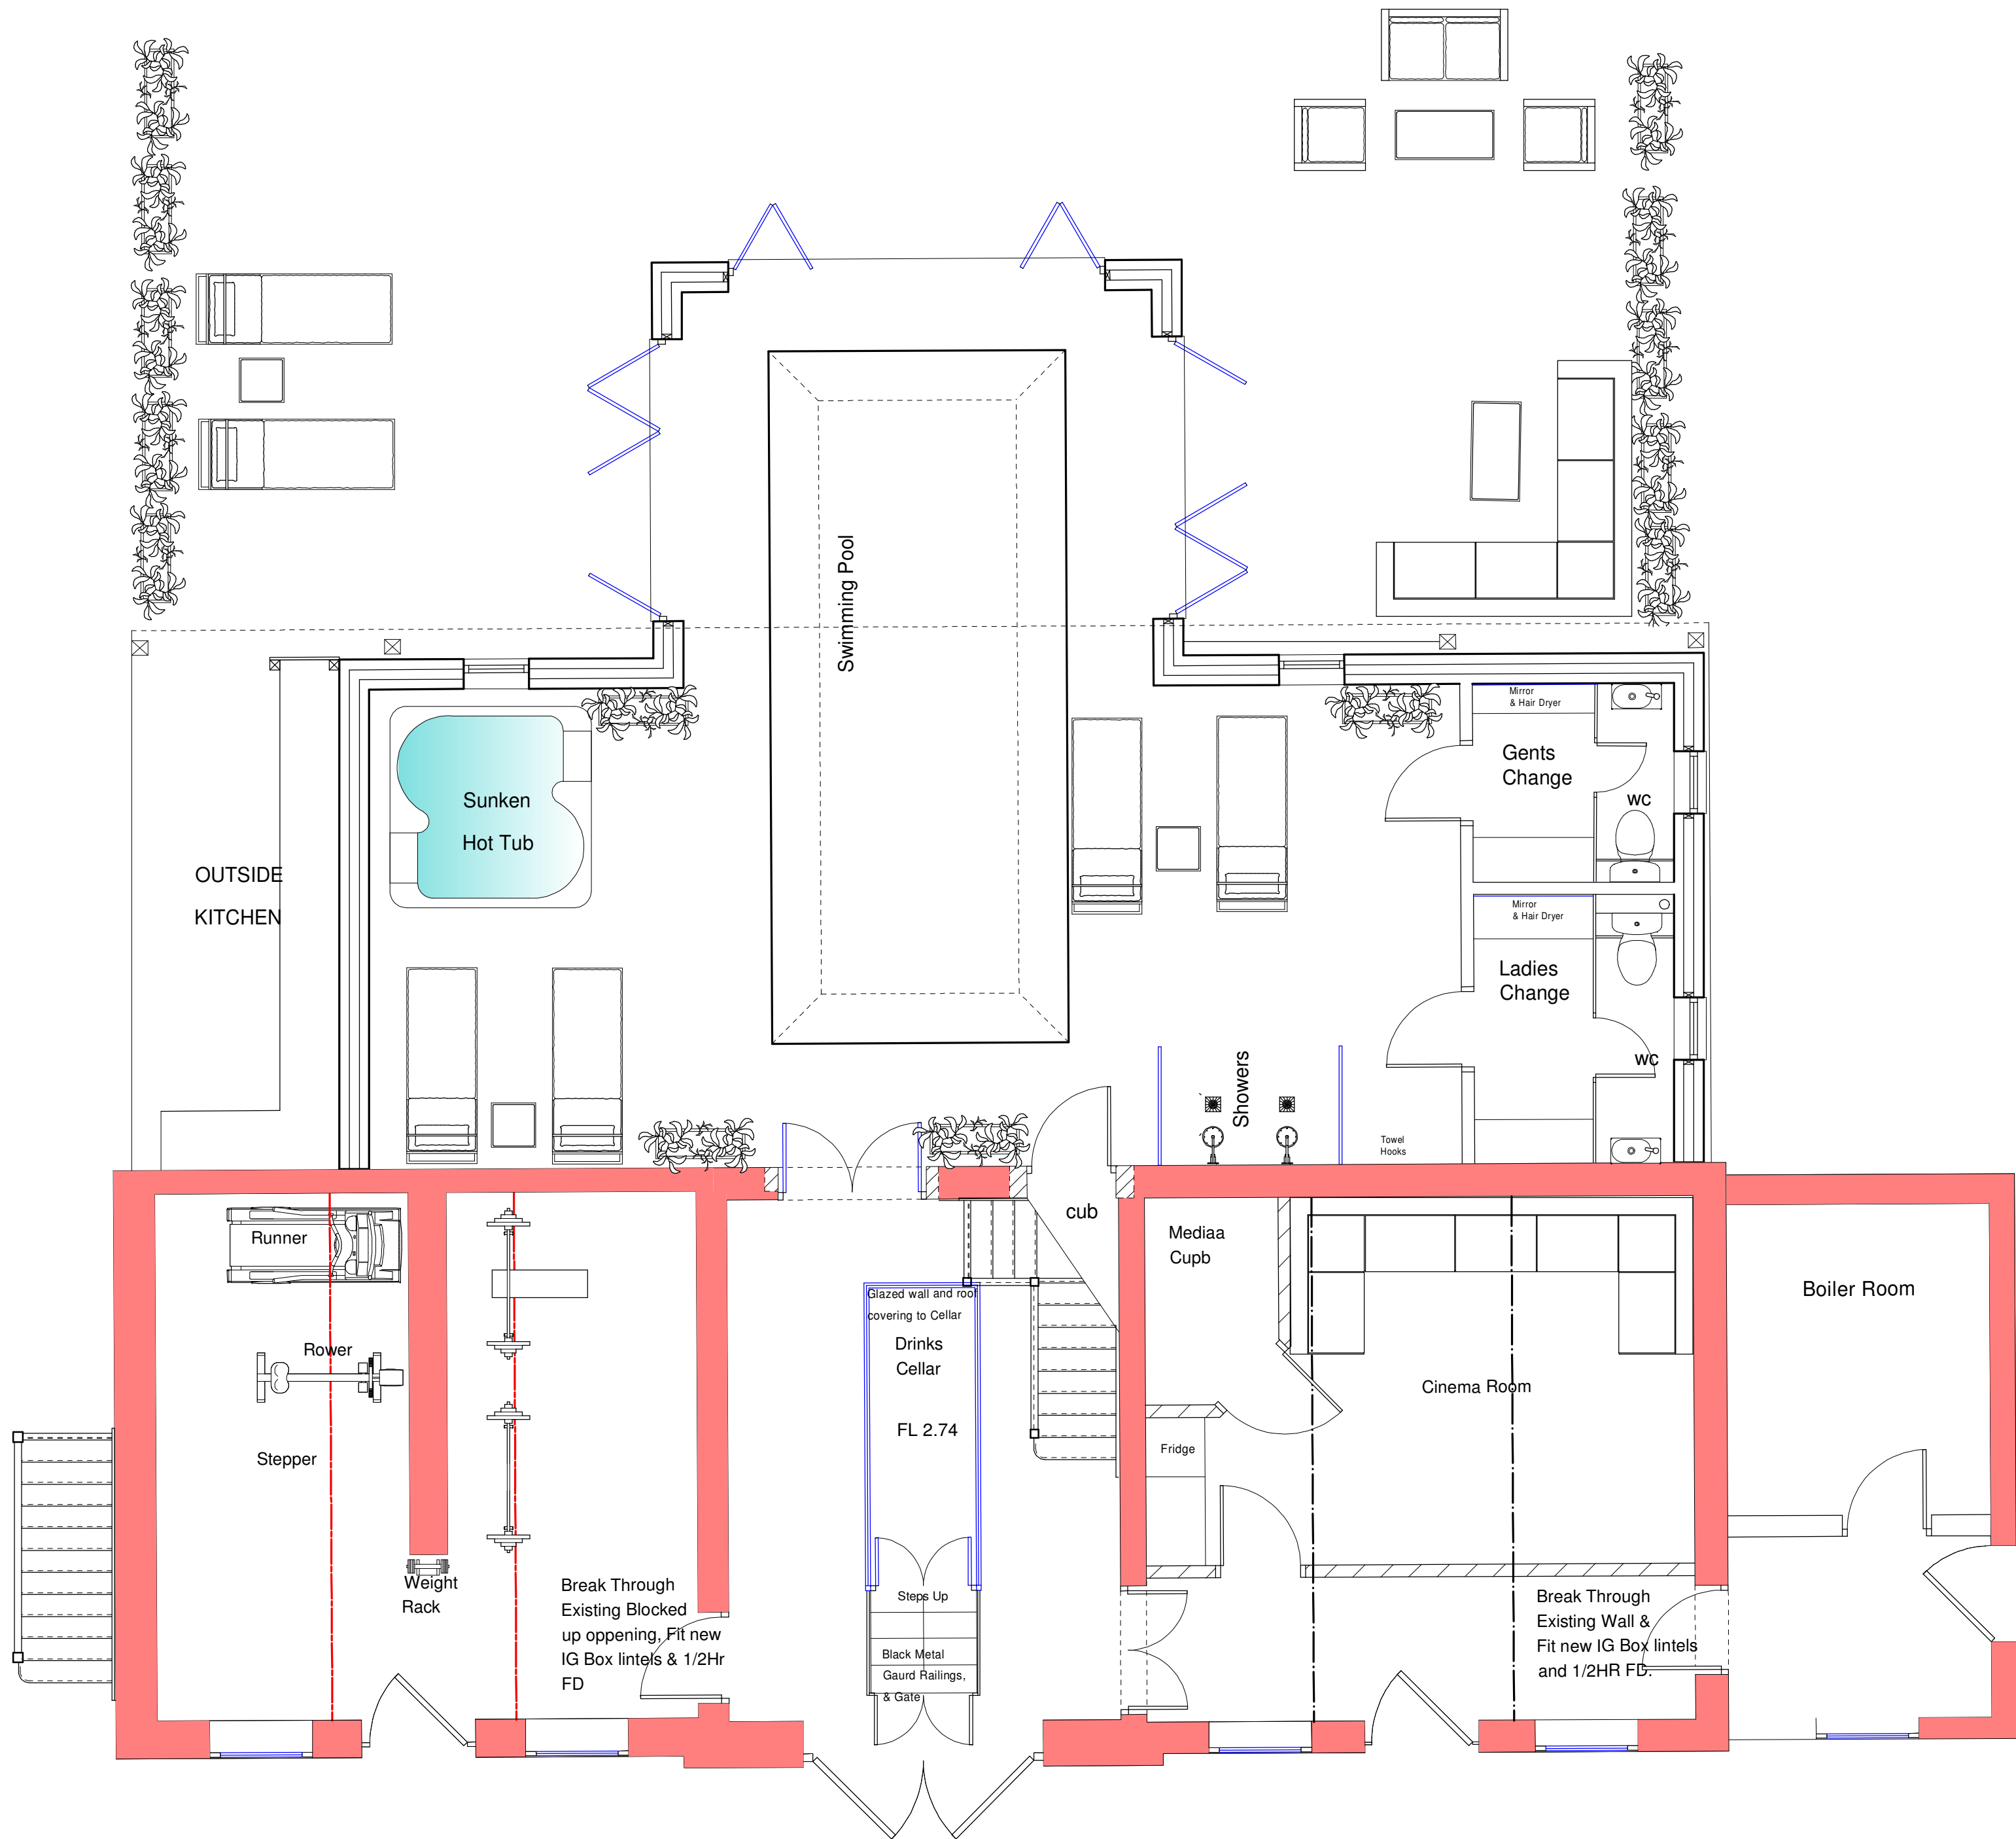 Swimming Pool
Mirror
& Hair Dryer
Gents
Change
WC
Sunken
Hot Tub
OUTSIDE
KITCHEN
Mirror
& Hair Dryer
Ladies
Change
WC
Showers
Towel
Hooks
cub
Runner
Mediaa
Cupb
Boiler Room
Glazed wall and roof
covering to Cellar
Drinks
Cellar
Rower
Cinema Room
FL 2.74
Stepper
Fridge
Weight
Rack
Break Through
Existing Blocked
up oppening, Fit new
IG Box lintels & 1/2Hr
FD
Steps Up
Black Metal
Gaurd Railings,
& Gate
Break Through
Existing Wall &
Fit new IG Box lintels
and 1/2HR FD.